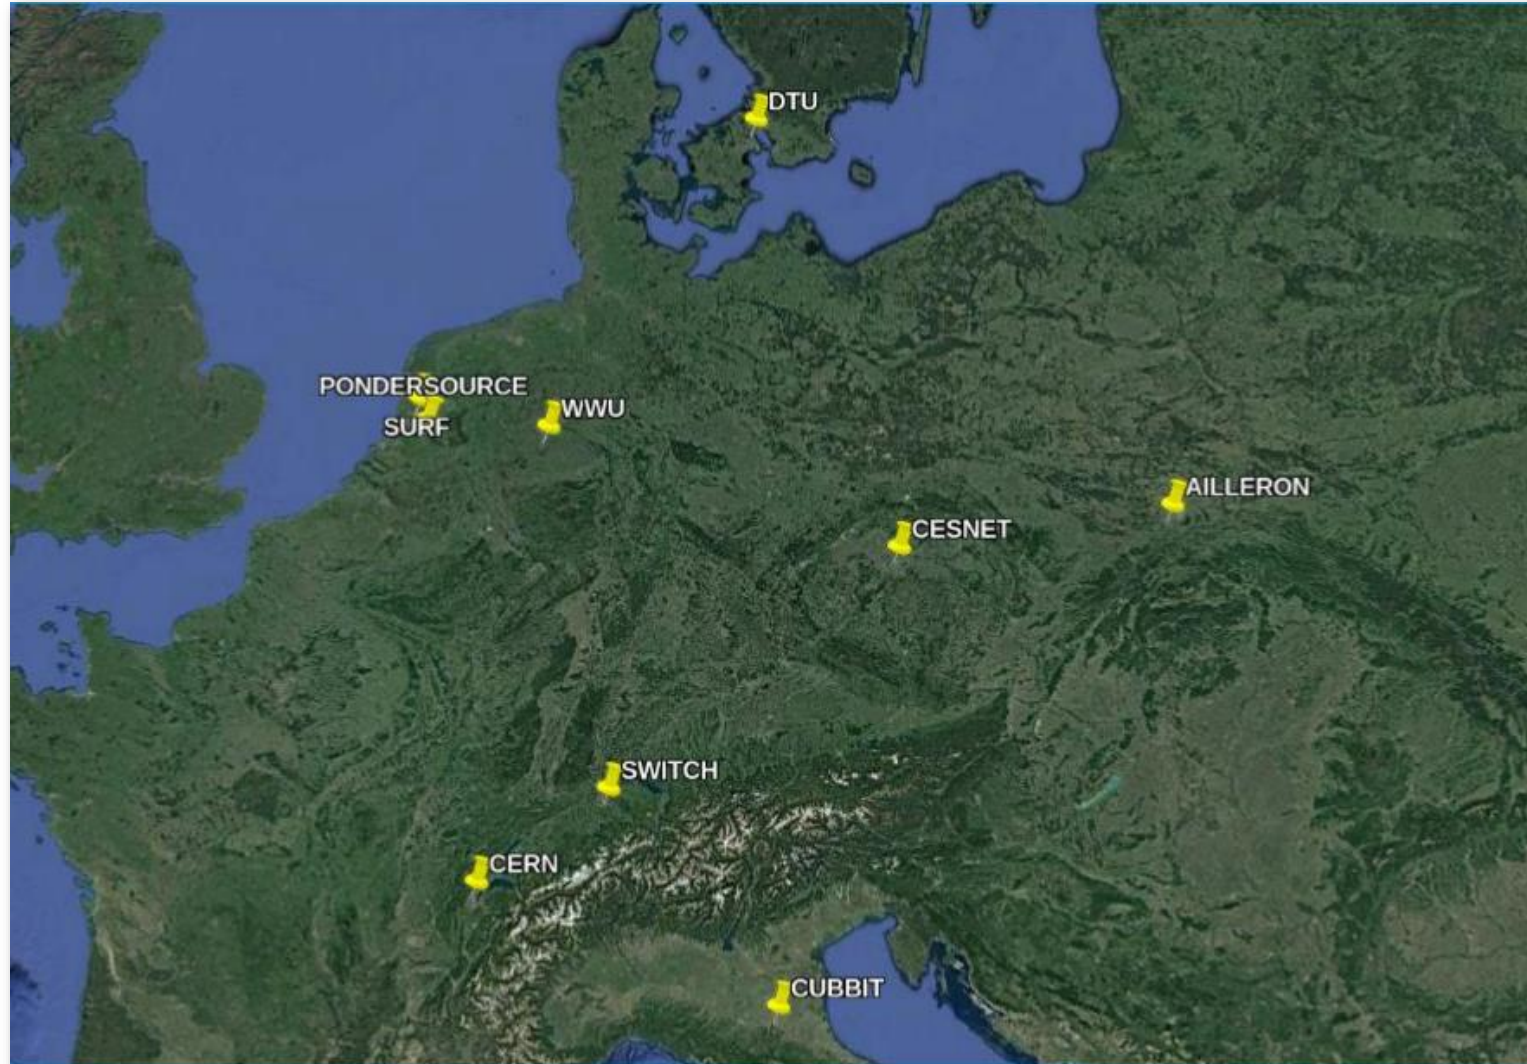 DTU
PONDERSOURCE
SURF
WWU
AILLERON
CESNET
SWITCH
CERN
CUBBIT